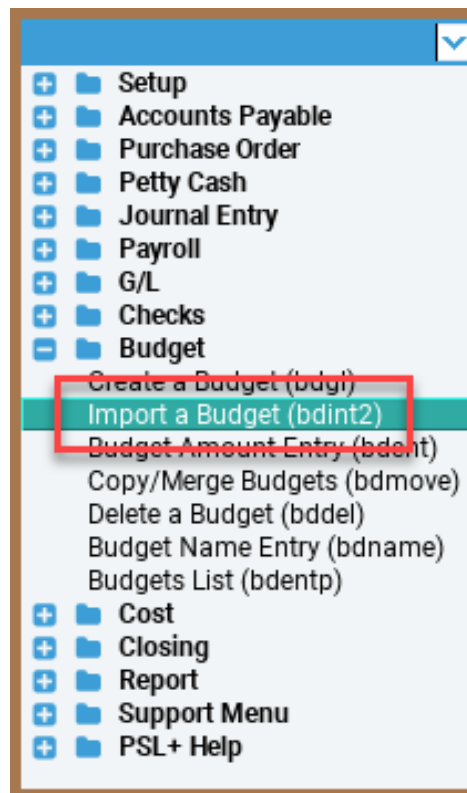 Setup
Accounts Payable
Purchase Order
Petty Cash
Journal Entry
Payroll
G/L
Checks
Budget
Create a Budget (bdgl)
Import a Budget (bdint2)
Budget Amount Entry (bdent)
Copy/Merge Budgets (bdmove)
Delete a Budget (bddel)
Budget Name Entry (bdname)
Budgets List (bdentp)
Cost
Closing
Report
Support Menu
PSL+ Help